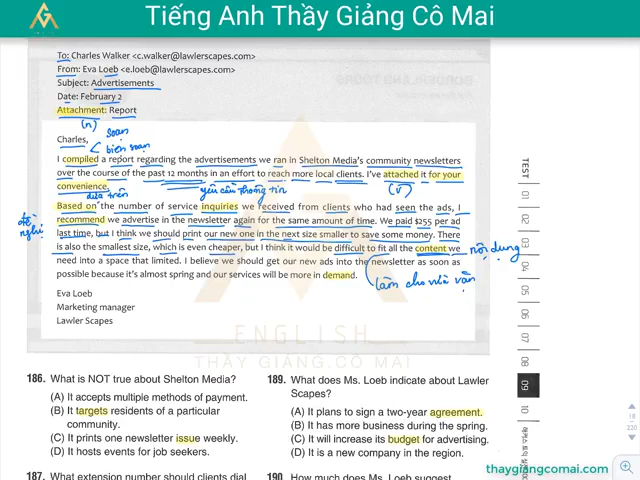 Tiếng Anh Thầy Giảng Cô Mai
To: Charles Walker <c.walker@lawlerscapes.com>
From: Eva Loeb <e.loeb@lawlerscapes.com>
Subject: Advertisements
Date: February 2
Attachment: Report
(n)
soạn
Charles,
biên soạn
I compiled a report regarding the advertisements we ran in Shelton Media's community newsletters
over the course of the past 12 months in an effort to reach more local clients. I've attached it for your
convenience.
dựa trên
yêu cầu thông tin
(v)
Based on the number of service inquiries we received from clients who had seen the ads, I
đề nghị
recommend we advertise in the newsletter again for the same amount of time. We paid $255 per ad
last time, but I think we should print our new one in the next size smaller to save some money. There
is also the smallest size, which is even cheaper, but I think it would be difficult to fit all the content we
nội dung
need into a space that limited. I believe we should get our new ads into the newsletter as soon as
possible because it's almost spring and our services will be more in demand.
làm cho vừa vặn
Eva Loeb
Marketing manager
Lawler Scapes
ENGLISH
THẦY GIẢNG CÔ MAI
186. What is NOT true about Shelton Media?
(A) It accepts multiple methods of payment.
(B) It targets residents of a particular
community.
(C) It prints one newsletter issue weekly.
(D) It hosts events for job seekers.
187. What extension number should clients dial
189. What does Ms. Loeb indicate about Lawler
Scapes?
(A) It plans to sign a two-year agreement.
(B) It has more business during the spring.
(C) It will increase its budget for advertising.
(D) It is a new company in the region.
190. How much does Ms. Loeb suggest
TEST
01
02
03
04
05
06
07
08
09
10
18
220
thaygiangcomai.com